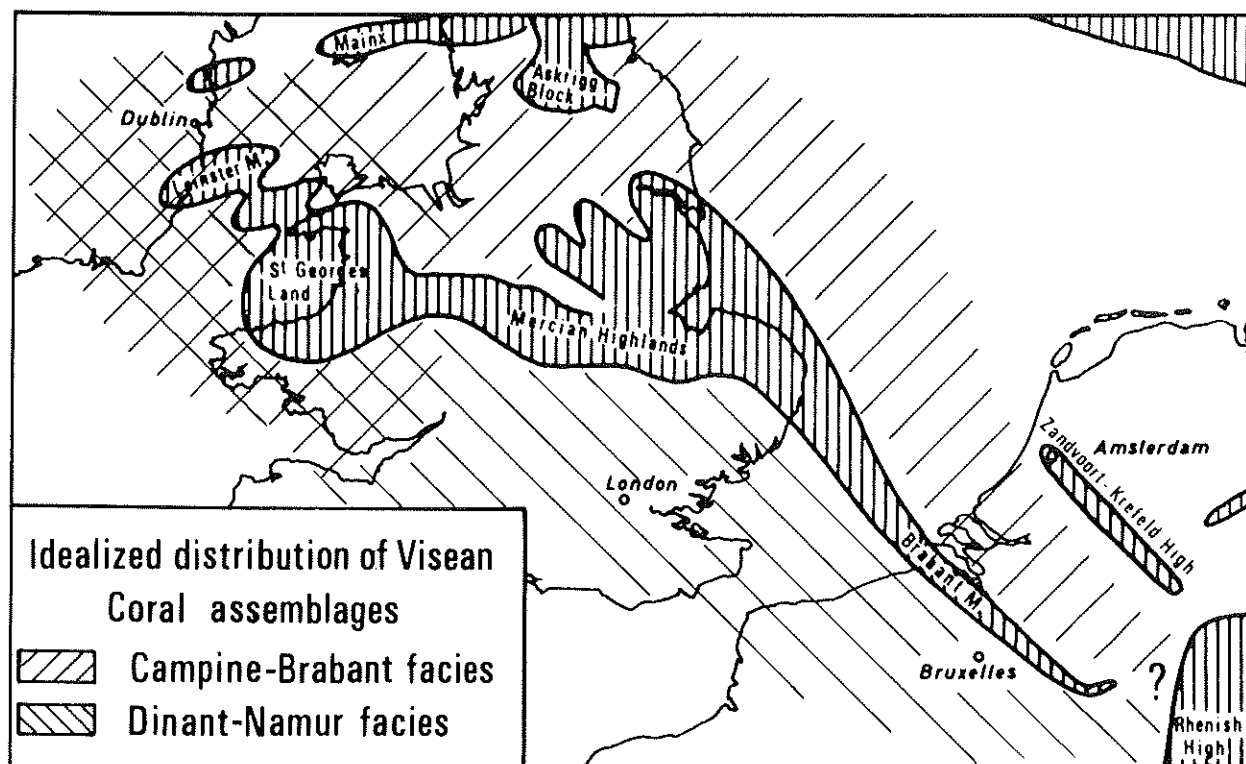 Mainx
Askrigg
Block
Dublin
Leinster M.
St Georges
Land
Mercian Highlands
Amsterdam
Zandvoort - Krefeld High
London
Brabant M.
Bruxelles
?
Rhenish
High
Idealized distribution of Visean
Coral assemblages
Campine-Brabant facies
Dinant-Namur facies